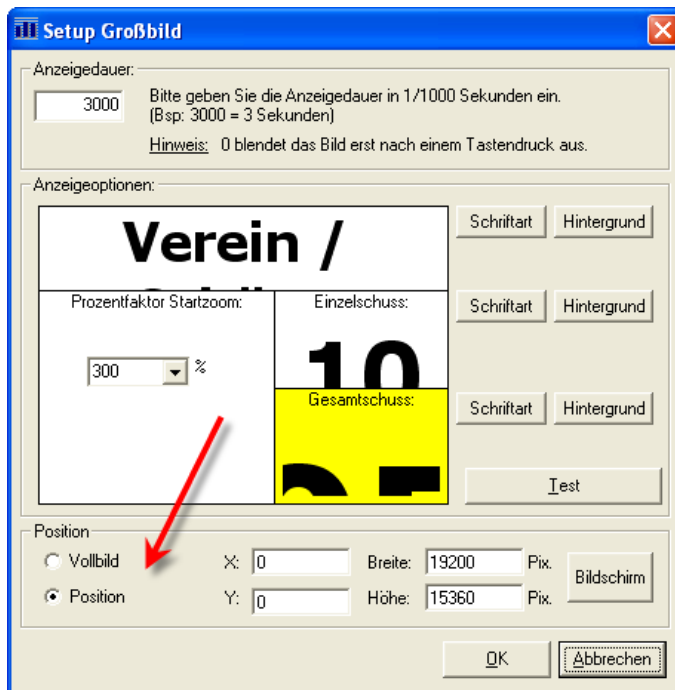 Setup Großbild
Anzeigedauer:
3000
Bitte geben Sie die Anzeigedauer in 1/1000 Sekunden ein.
(Bsp: 3000 = 3 Sekunden)
Hinweis: 0 blendet das Bild erst nach einem Tastendruck aus.
Anzeigeoptionen:
Verein /
Schriftart Hintergrund
Prozentfaktor Startzoom:
300 %
Einzelschuss:
10
Schriftart Hintergrund
Gesamtschuss:
Schriftart Hintergrund
Test
Position
Vollbild X: 0 Breite: 19200 Pix.
Position Y: 0 Höhe: 15360 Pix.
Bildschirm
OK Abbrechen